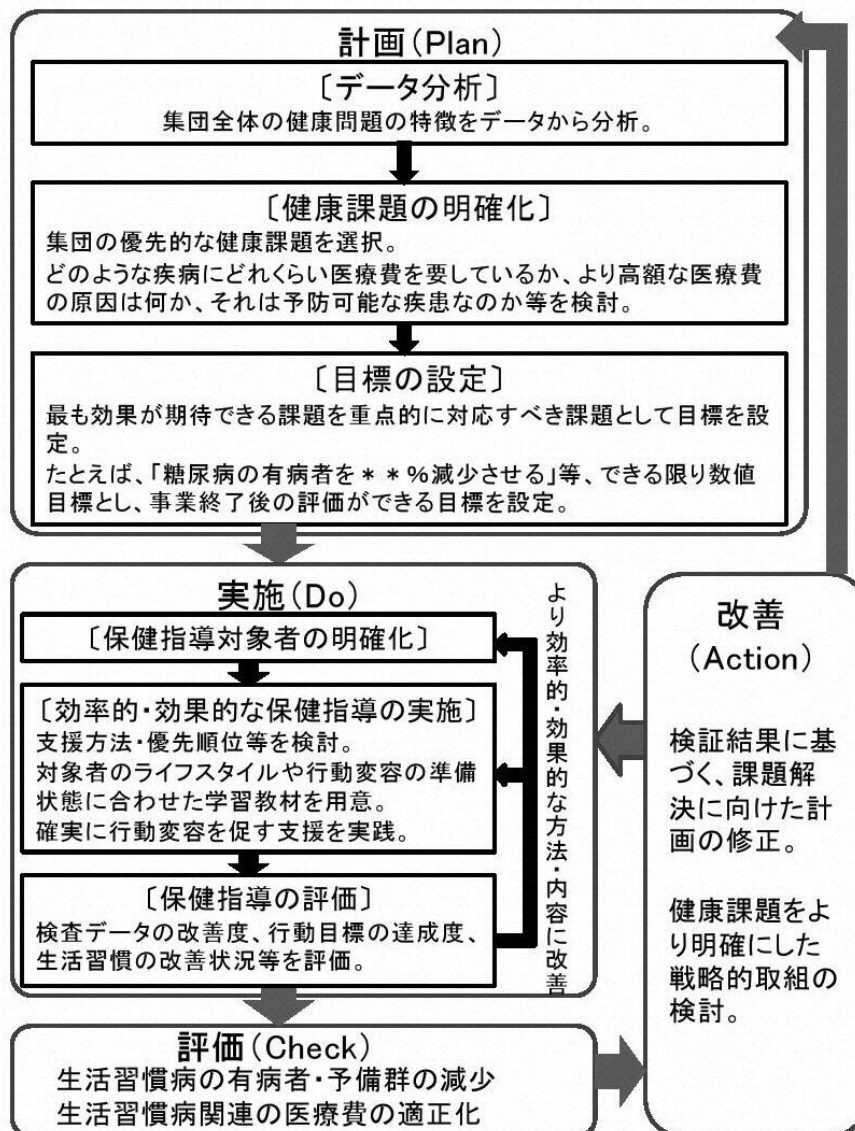 計画(Plan)
〔データ分析〕
集団全体の健康問題の特徴をデータから分析。
〔健康課題の明確化〕
集団の優先的な健康課題を選択。
どのような疾病にどれくらい医療費を要しているか、より高額な医療費
の原因は何か、それは予防可能な疾患なのか等を検討。
〔目標の設定〕
最も効果が期待できる課題を重点的に対応すべき課題として目標を設
定。
たとえば、「糖尿病の有病者を＊＊%減少させる」等、できる限り数値
目標とし、事業終了後の評価ができる目標を設定。
実施(Do)
〔保健指導対象者の明確化〕
〔効率的・効果的な保健指導の実施〕
支援方法・優先順位等を検討。
対象者のライフスタイルや行動変容の準備
状態に合わせた学習教材を用意。
確実に行動変容を促す支援を実践。
〔保健指導の評価〕
検査データの改善度、行動目標の達成度、
生活習慣の改善状況等を評価。
より効率的・効果的な方法・内容に改善
評価(Check)
生活習慣病の有病者・予備群の減少
生活習慣病関連の医療費の適正化
改善
(Action)
検証結果に基
づく、課題解
決に向けた計
画の修正。
健康課題をよ
り明確にした
戦略的取組の
検討。